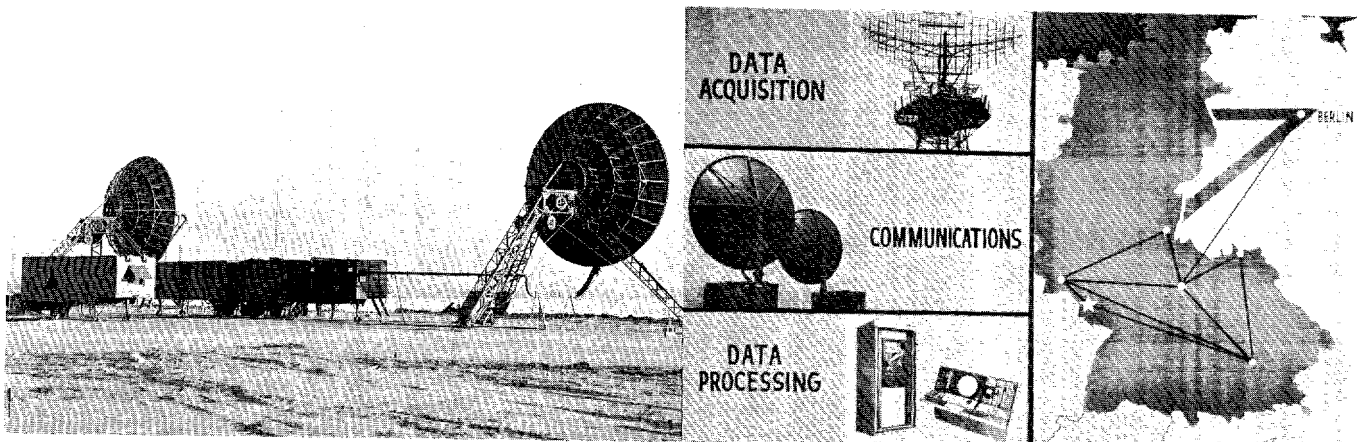 DATA
ACQUISITION
COMMUNICATIONS
DATA
PROCESSING
BERLIN